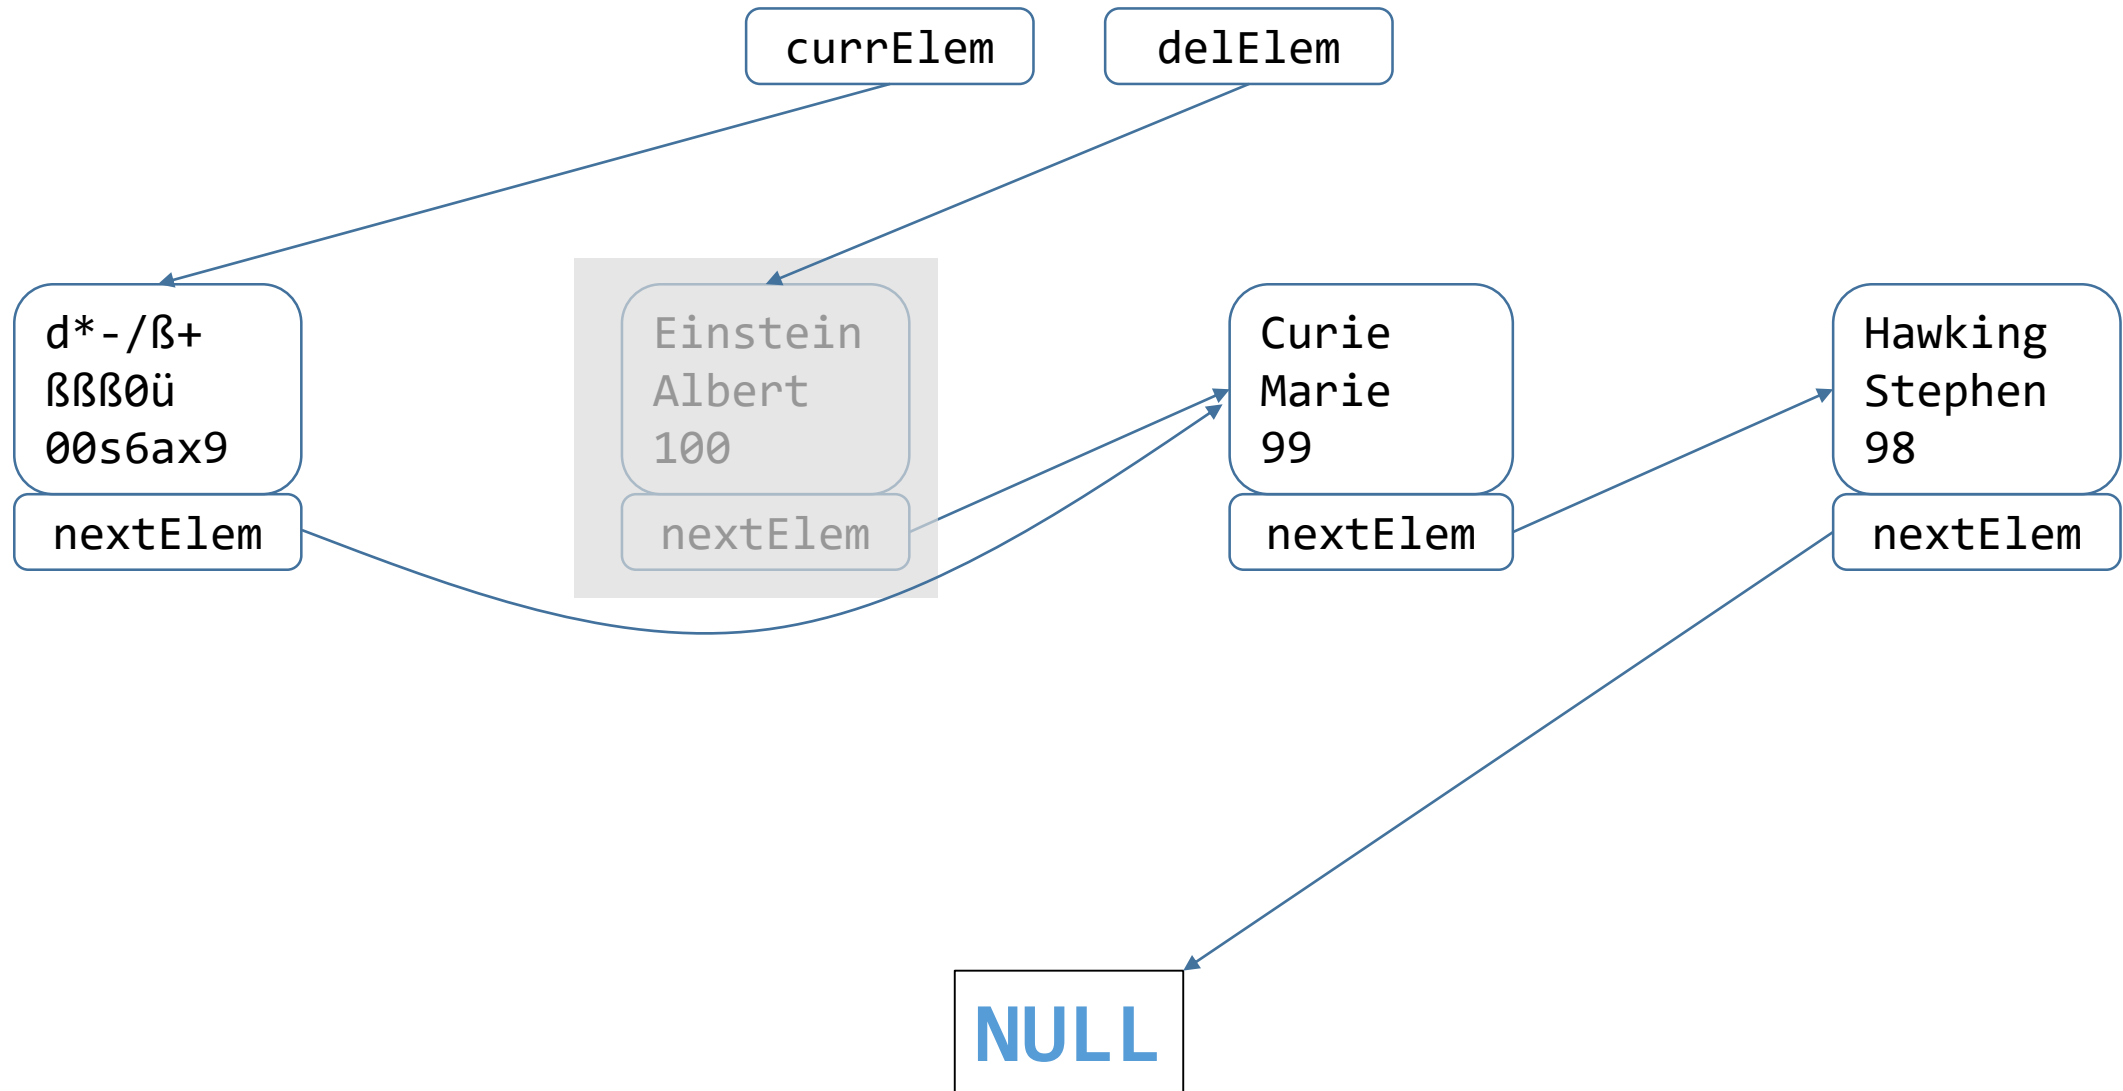 currElem
delElem
d*-/ß+
ßßß0ü
00s6ax9
nextElem
Einstein
Albert
100
nextElem
Curie
Marie
99
nextElem
Hawking
Stephen
98
nextElem
NULL